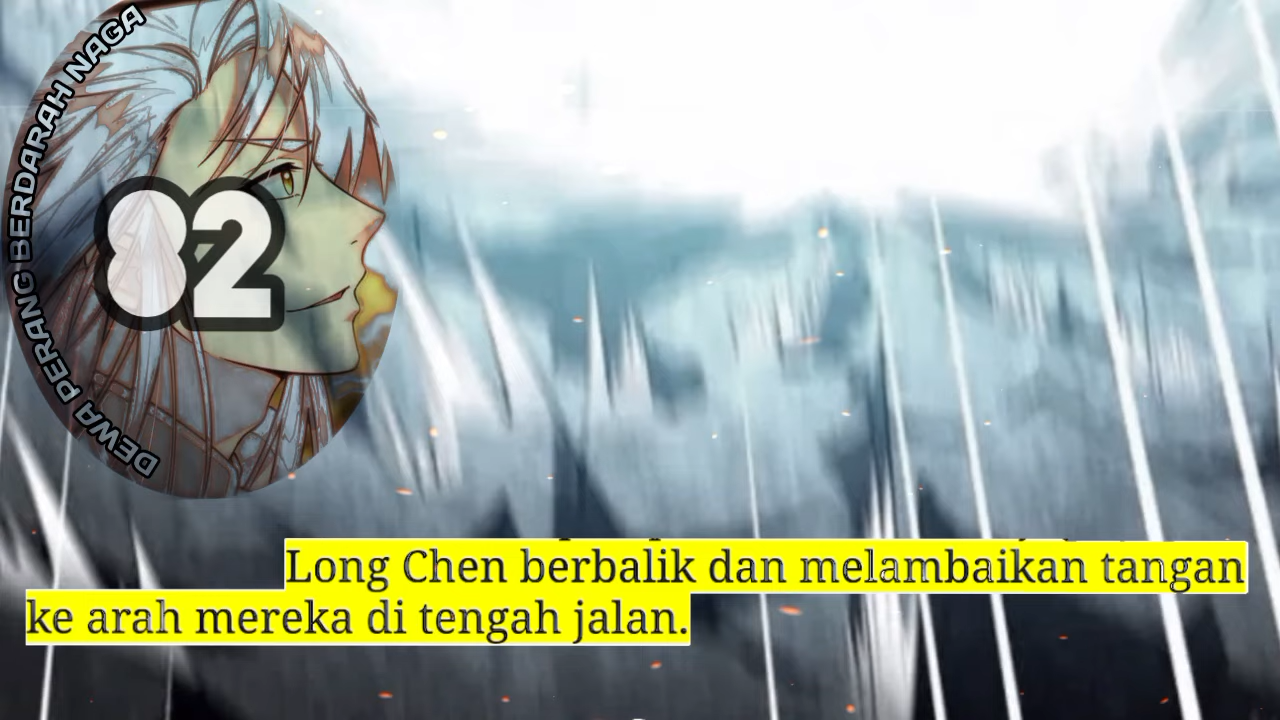 DEWA PERANG BERDARAH NAGA
82
Long Chen berbalik dan melambaikan tangan
ke arah mereka di tengah jalan.